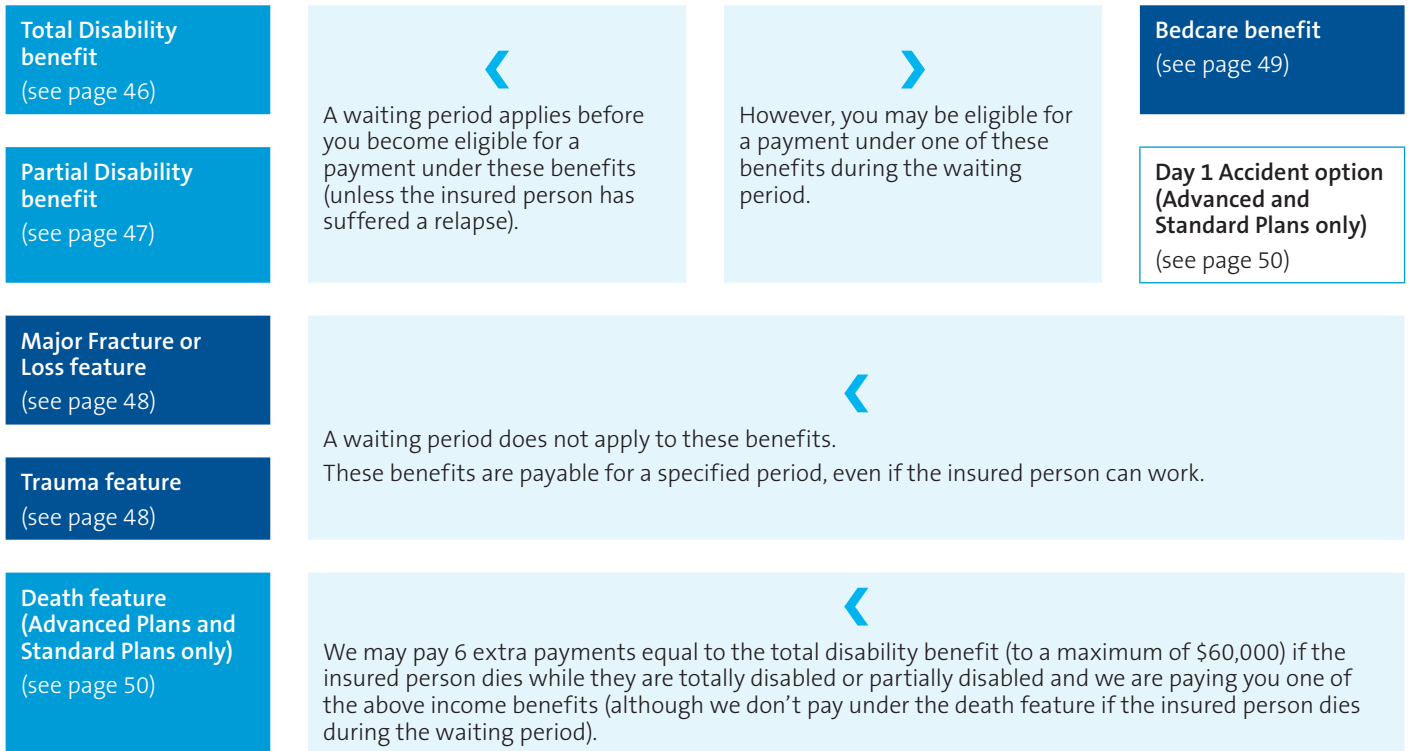 Total Disability
benefit
(see page 46)
Partial Disability
benefit
(see page 47)
A waiting period applies before
you become eligible for a
payment under these benefits
(unless the insured person has
suffered a relapse).
However, you may be eligible for
a payment under one of these
benefits during the waiting
period.
Bedcare benefit
(see page 49)
Day 1 Accident option
(Advanced and
Standard Plans only)
(see page 50)
Major Fracture or
Loss feature
(see page 48)
Trauma feature
(see page 48)
A waiting period does not apply to these benefits.
These benefits are payable for a specified period, even if the insured person can work.
Death feature
(Advanced Plans and
Standard Plans only)
(see page 50)
We may pay 6 extra payments equal to the total disability benefit (to a maximum of $60,000) if the
insured person dies while they are totally disabled or partially disabled and we are paying you one of
the above income benefits (although we don’t pay under the death feature if the insured person dies
during the waiting period).